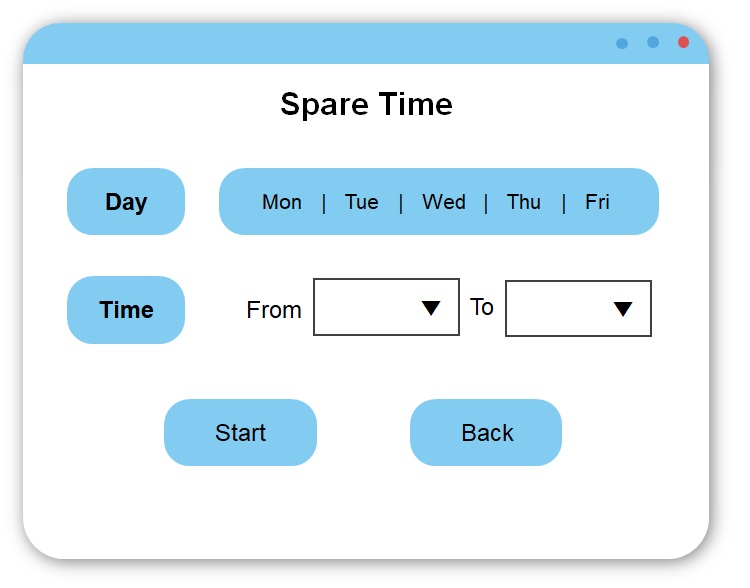 Spare Time
Day Mon | Tue | Wed | Thu | Fri
Time From To
Start Back